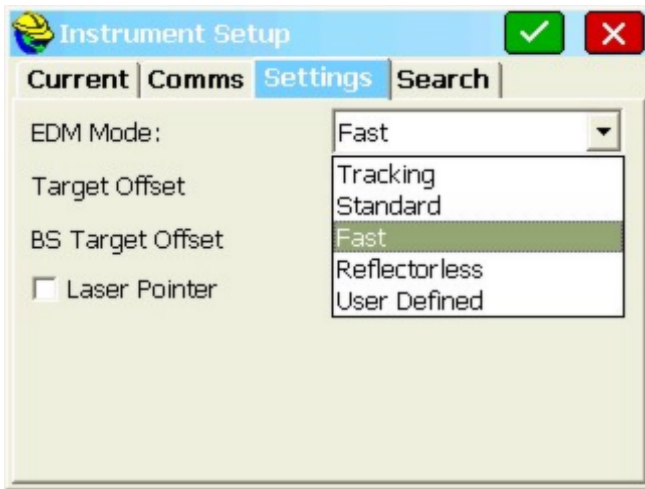 Instrument Setup
Current Comms Settings Search
EDM Mode: Fast
Target Offset
BS Target Offset
Laser Pointer
Tracking
Standard
Fast
Reflectorless
User Defined